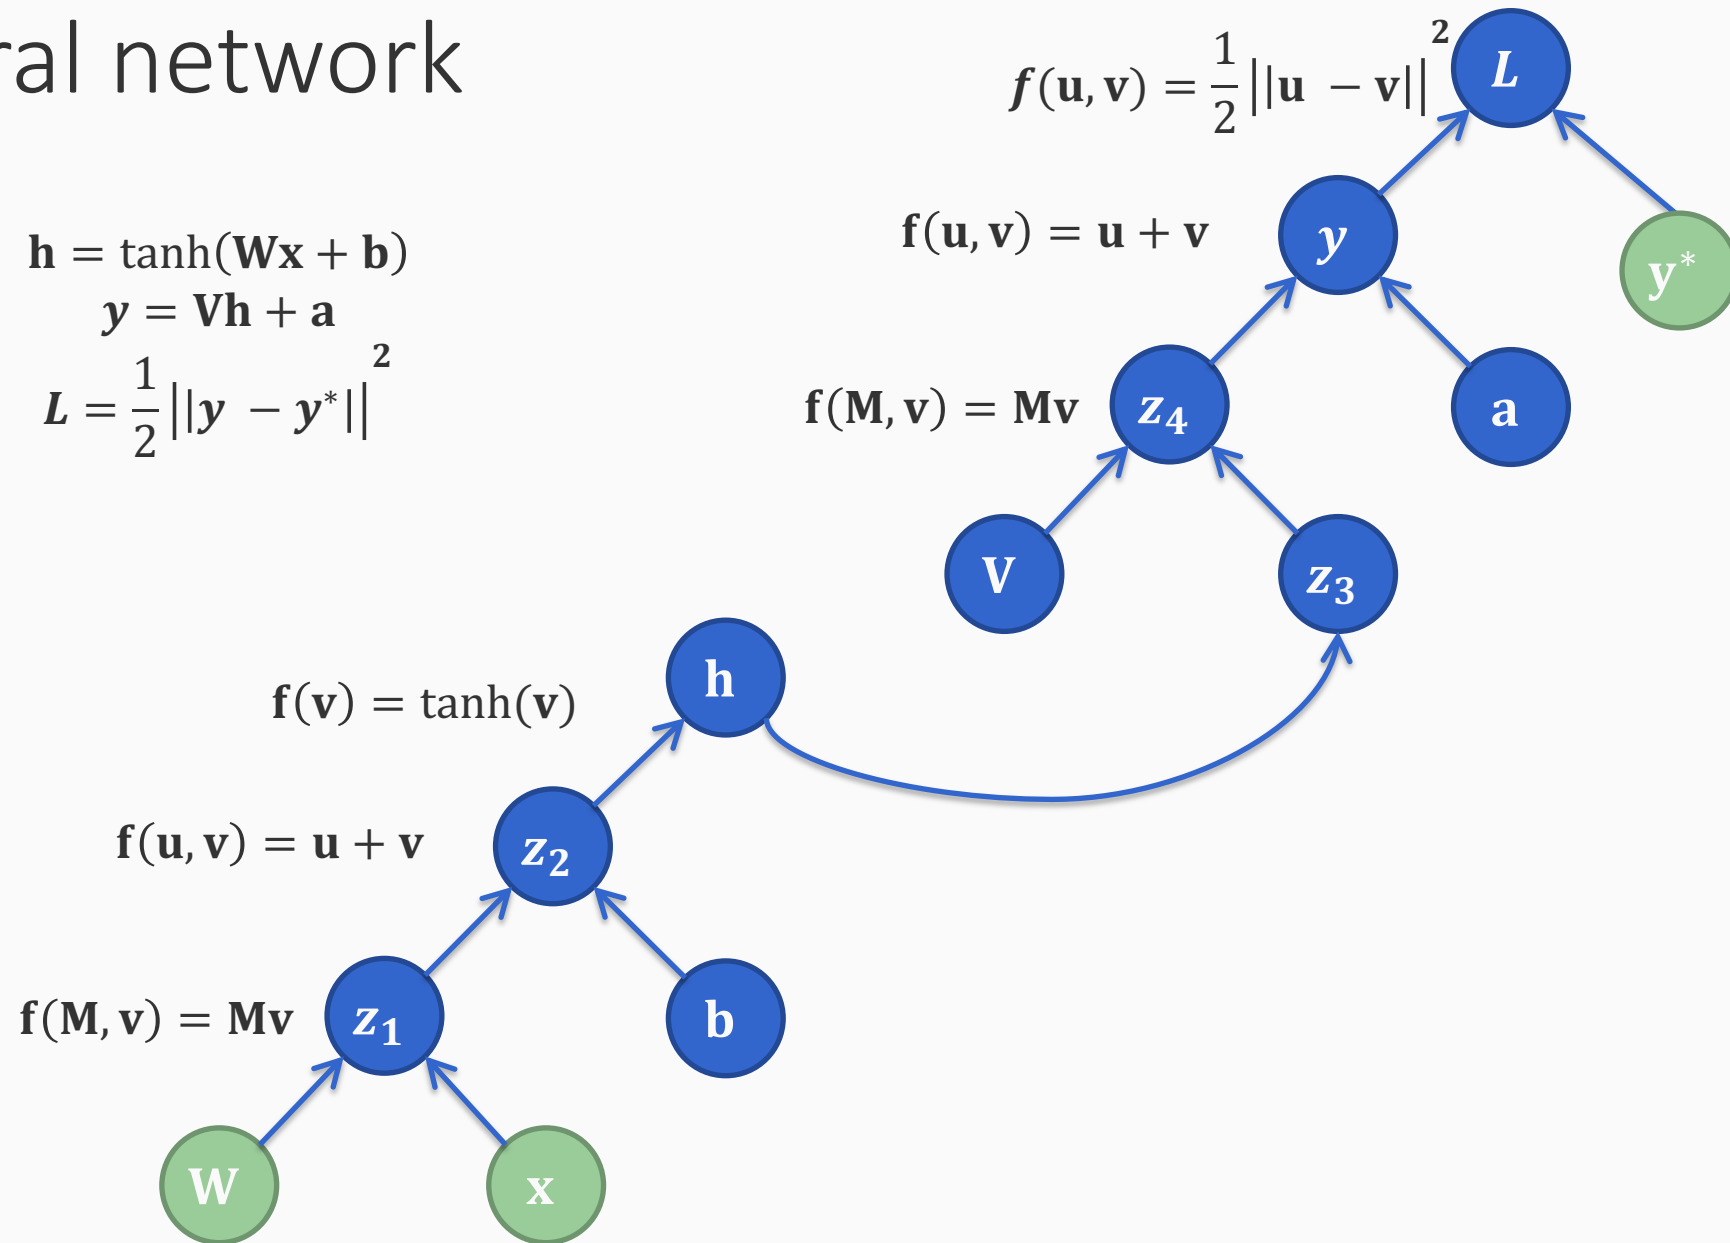 ral network
h = tanh(Wx + b)
y = Vh + a
L = 1/2 ||y − y*||²
f(u, v) = 1/2 ||u − v||²
L
f(u, v) = u + v
y
y*
f(M, v) = Mv
z₄
a
V
z₃
f(v) = tanh(v)
h
f(u, v) = u + v
z₂
f(M, v) = Mv
z₁
b
W
x